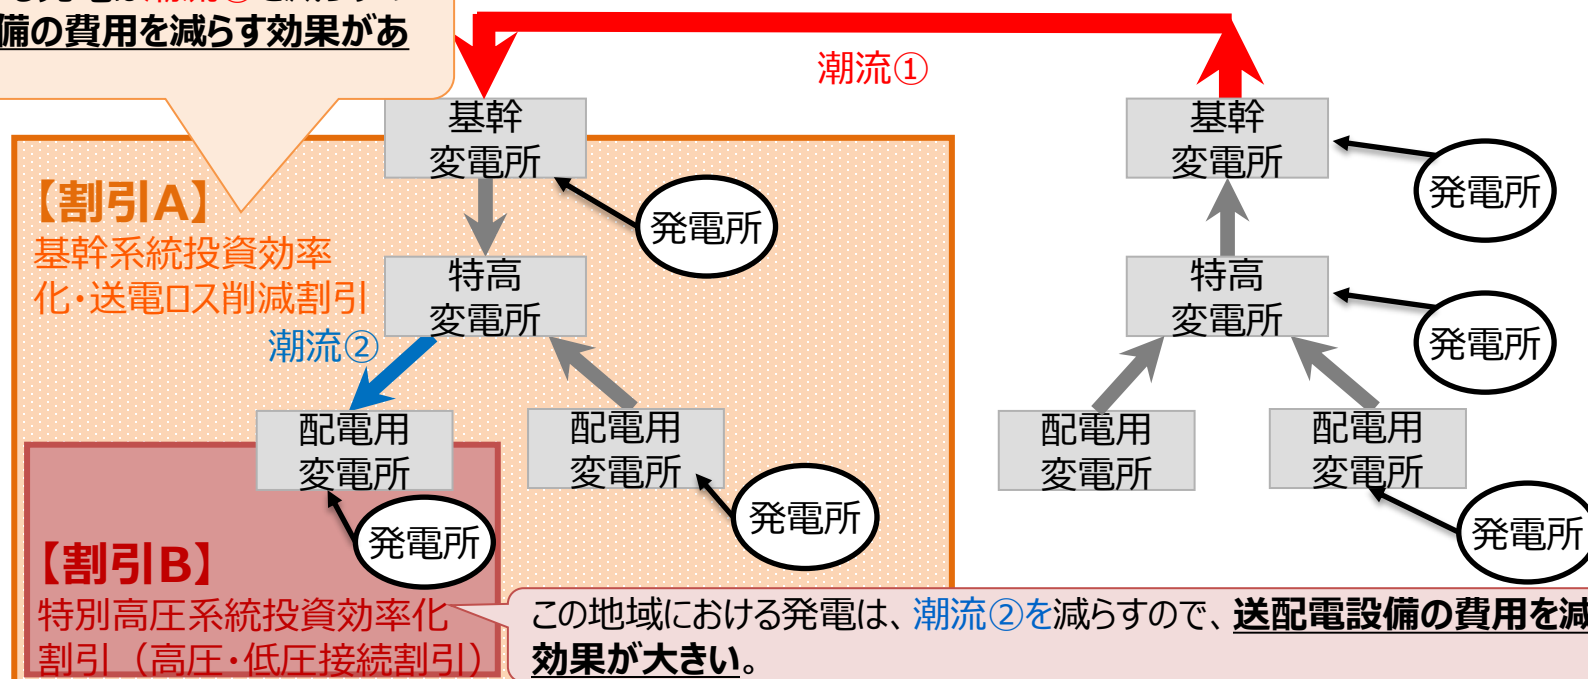 備の費用を減らす効果があ
潮流①
基幹
変電所
基幹
変電所
発電所
発電所
【割引A】
基幹系統投資効率
化・送電ロス削減割引
特高
変電所
特高
変電所
発電所
潮流②
配電用
変電所
配電用
変電所
配電用
変電所
配電用
変電所
発電所
発電所
発電所
【割引B】
特別高圧系統投資効率化
割引（高圧・低圧接続割引）
この地域における発電は、潮流②を減らすので、送配電設備の費用を減
効果が大きい。